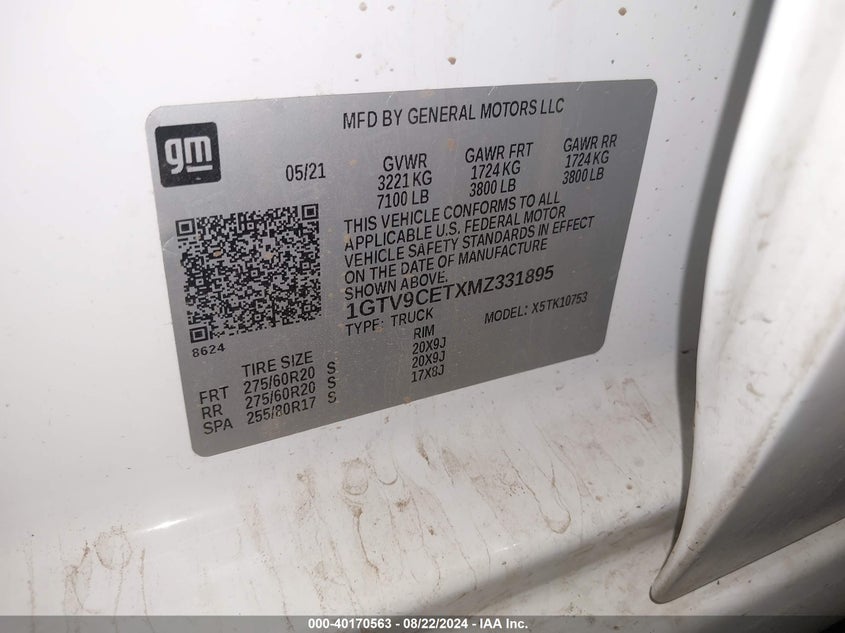 MFD BY GENERAL MOTORS LLC
gm
05/21
GVWR
3221 KG
7100 LB
GAWR FRT
1724 KG
3800 LB
GAWR RR
1724 KG
3800 LB
THIS VEHICLE CONFORMS TO ALL
APPLICABLE U.S. FEDERAL MOTOR
VEHICLE SAFETY STANDARDS IN EFFECT
ON THE DATE OF MANUFACTURE
SHOWN ABOVE.
1GTV9CETXMZ331895
TYPE: TRUCK
MODEL: X5TK10753
8624
TIRE SIZE RIM
FRT 275/60R20 S 20X9J
RR 275/60R20 S 20X9J
SPA 255/80R17 S 17X8J
000-40170563 - 08/22/2024 - IAA Inc.